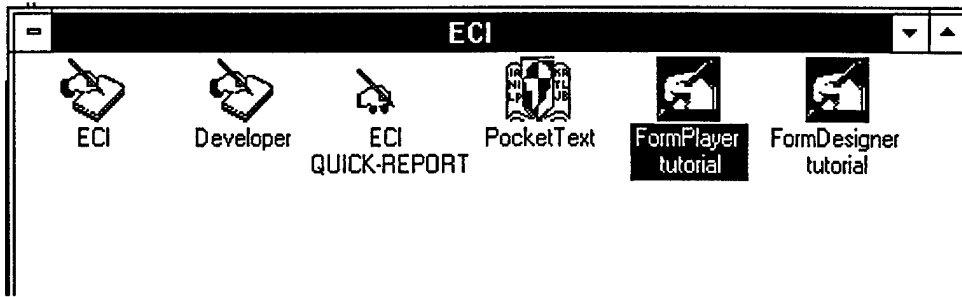 ECI
ECI
Developer
ECI
QUICK-REPORT
PocketText
FormPlayer
tutorial
FormDesigner
tutorial